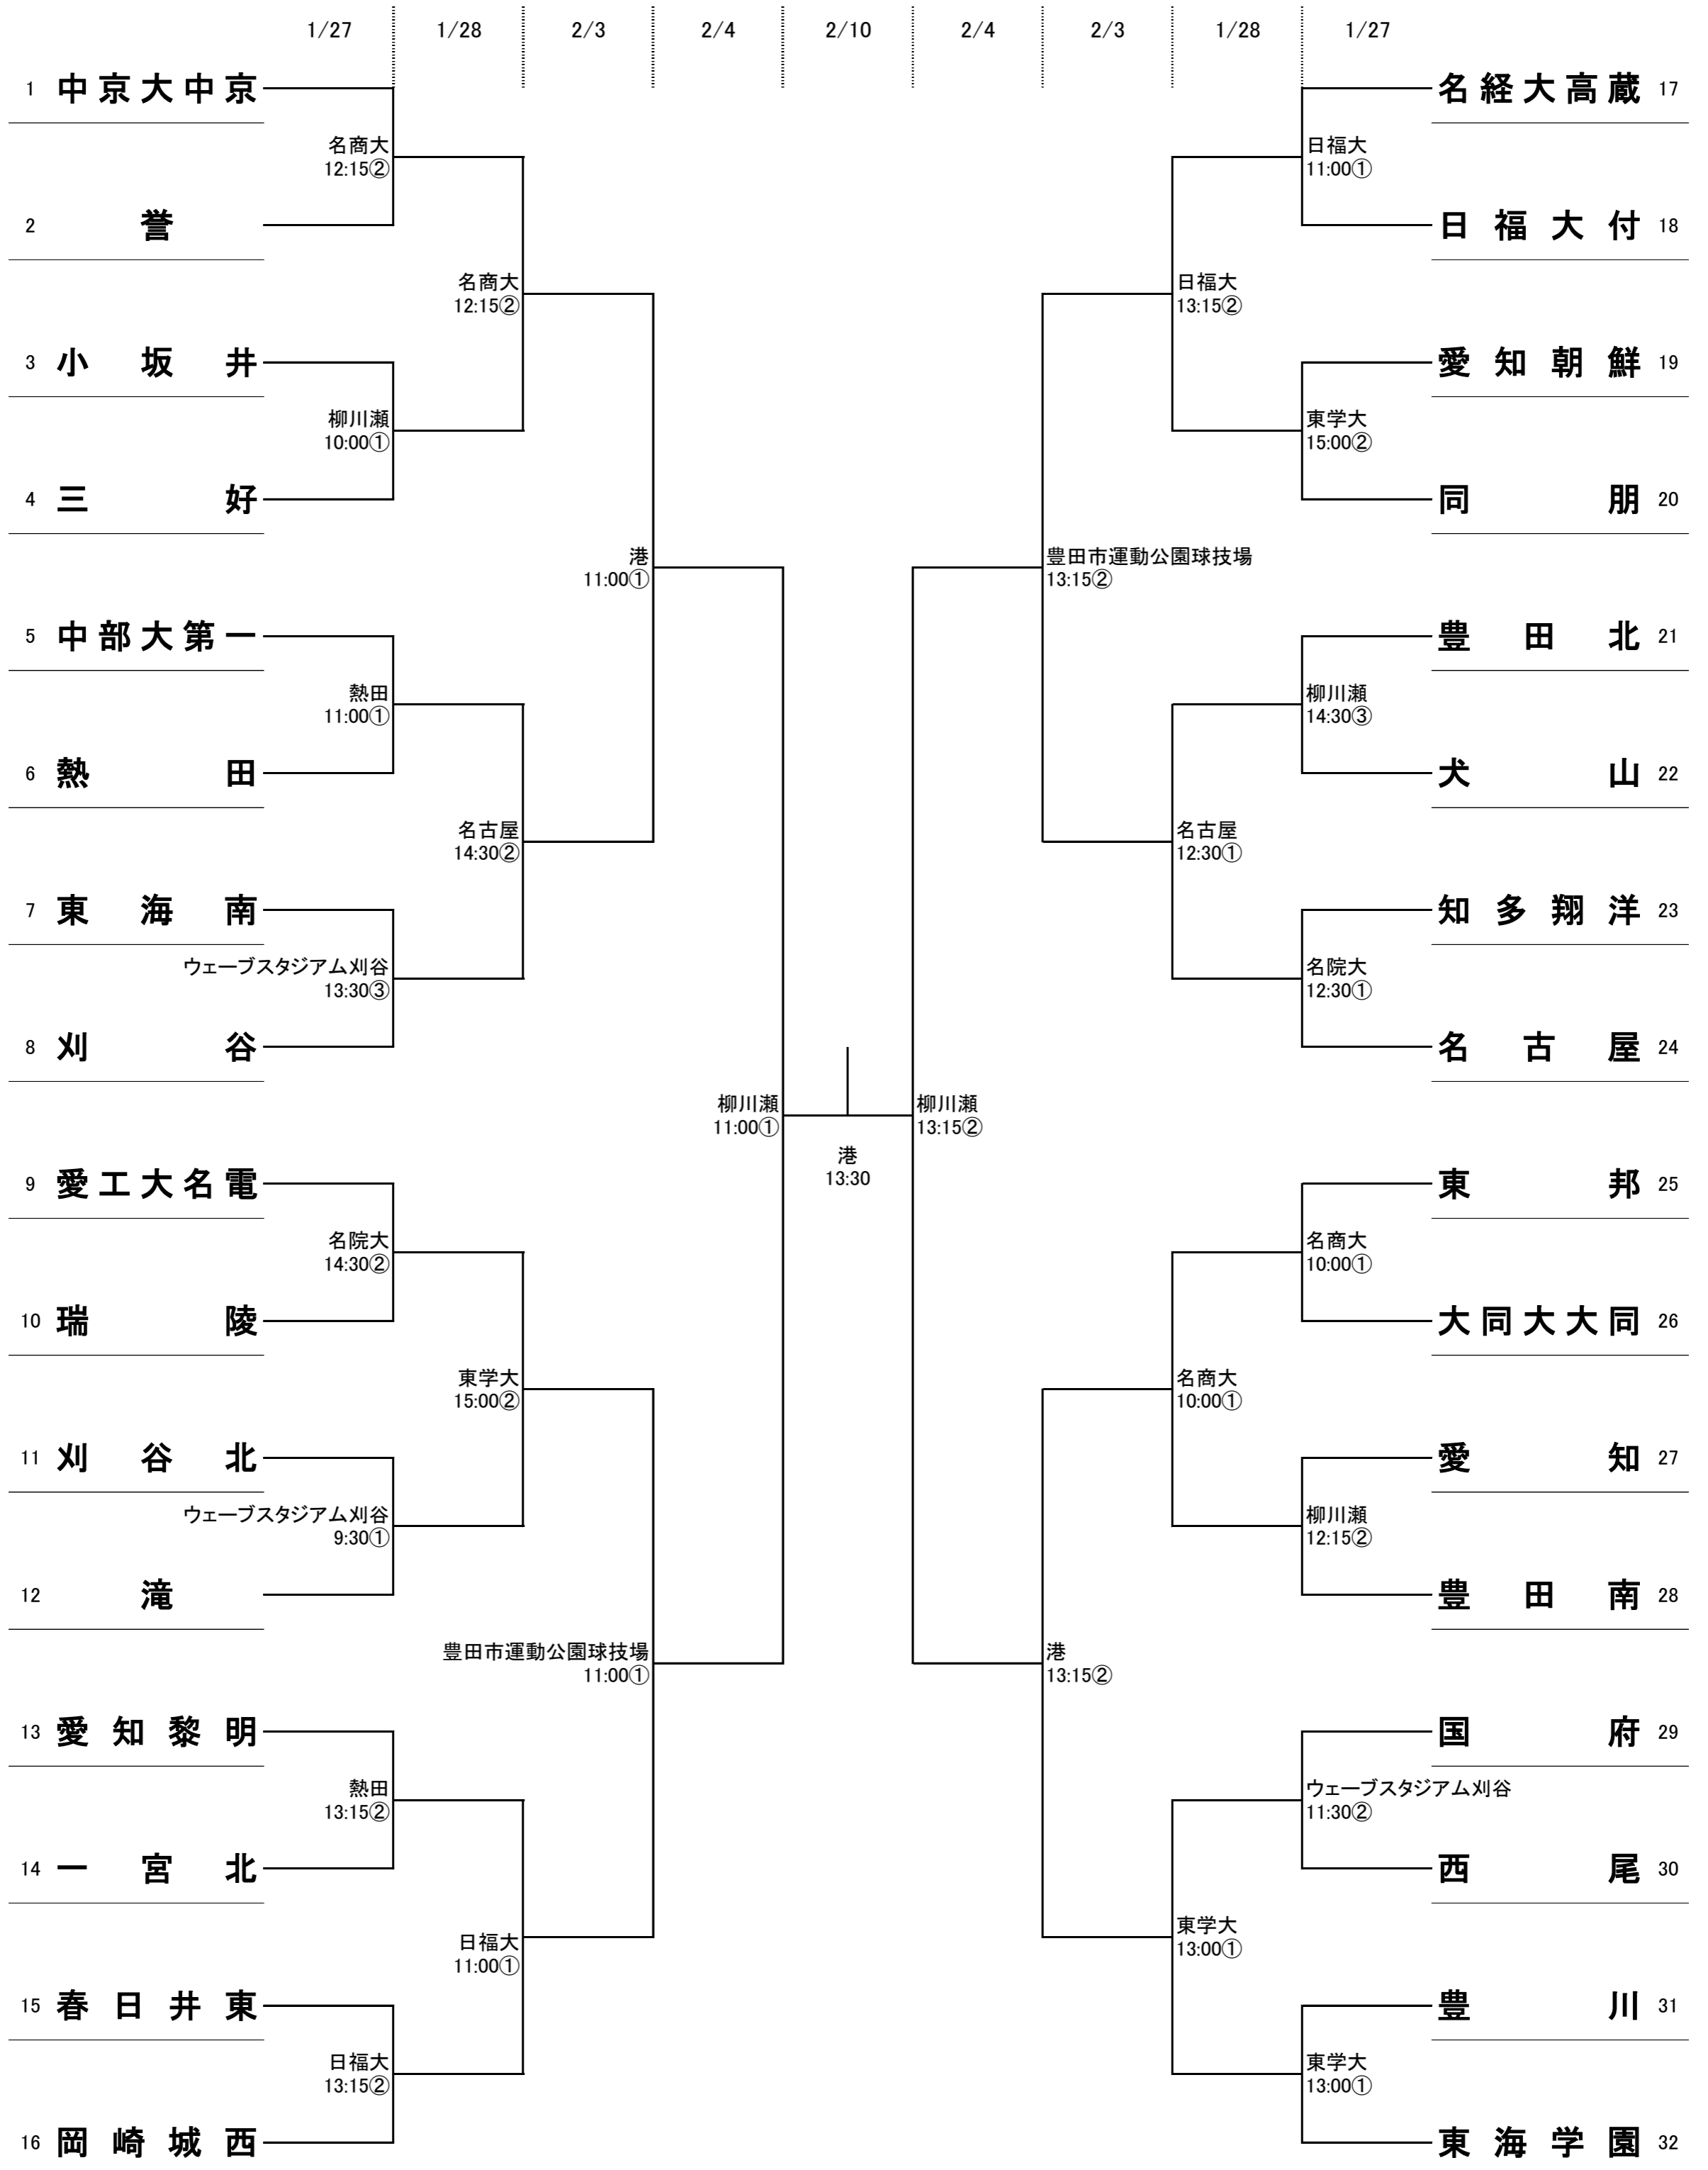 1/27 1/28 2/3 2/4 2/10 2/4 2/3 1/28 1/27
1 中京大中京
名商大
12:15②
2 誉
名商大
12:15②
3 小坂井
柳川瀬
10:00①
4 三好
港
11:00①
5 中部大第一
熱田
11:00①
6 熱田
名古屋
14:30②
7 東海南
ウェーブスタジアム刈谷
13:30③
8 刈谷
柳川瀬
11:00①
9 愛工大名電
名院大
14:30②
10 瑞陵
東学大
15:00②
11 刈谷北
ウェーブスタジアム刈谷
9:30①
12 滝
豊田市運動公園球技場
11:00①
13 愛知黎明
熱田
13:15②
14 一宮北
日福大
11:00①
15 春日井東
日福大
13:15②
16 岡崎城西
港
13:30
名経大高蔵 17
日福大
11:00①
日福大付 18
日福大
13:15②
愛知朝鮮 19
東学大
15:00②
同朋 20
豊田市運動公園球技場
13:15②
豊田北 21
柳川瀬
14:30③
犬山 22
名古屋
12:30①
知多翔洋 23
名院大
12:30①
名古屋 24
柳川瀬
13:15②
東邦 25
名商大
10:00①
大同大大同 26
名商大
10:00①
愛知 27
柳川瀬
12:15②
豊田南 28
港
13:15②
国府 29
ウェーブスタジアム刈谷
11:30②
西尾 30
東学大
13:00①
豊川 31
東学大
13:00①
東海学園 32